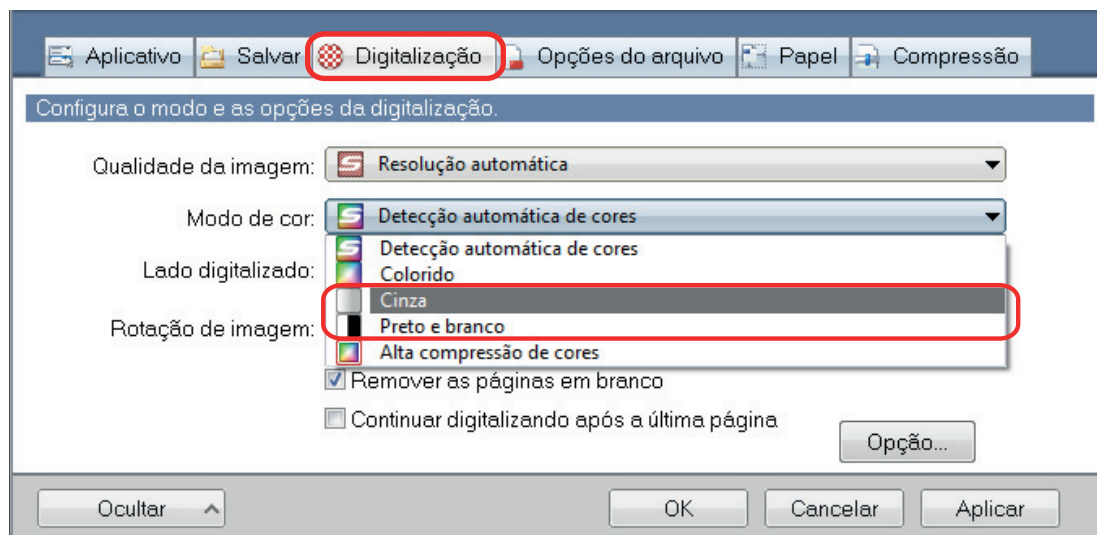 Aplicativo Salvar Digitalização Opções do arquivo Papel Compressão
Configura o modo e as opções da digitalização.
Qualidade da imagem: Resolução automática
Modo de cor: Detecção automática de cores
Detecção automática de cores
Lado digitalizado: Colorido
Cinza
Rotação de imagem: Preto e branco
Alta compressão de cores
Remover as páginas em branco
Continuar digitalizando após a última página
Opção...
Ocultar OK Cancelar Aplicar